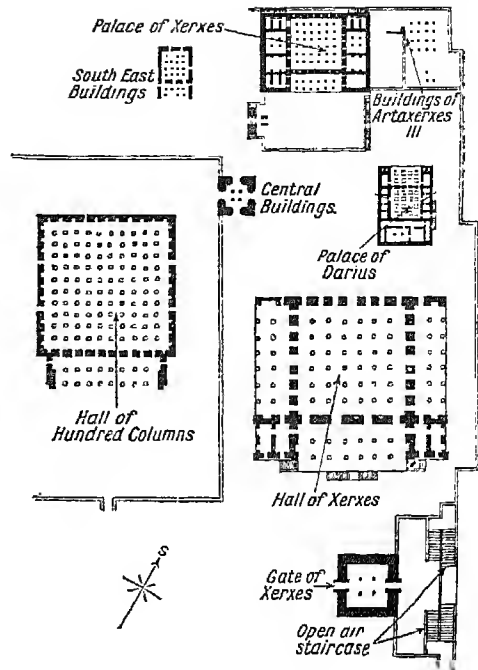 Palace of Xerxes
South East
Buildings
Buildings of
Artaxerxes
III
Central
Buildings.
Palace of
Darius
Hall of
Hundred Columns
Hall of Xerxes
S
Gate of
Xerxes
Open air
staircase